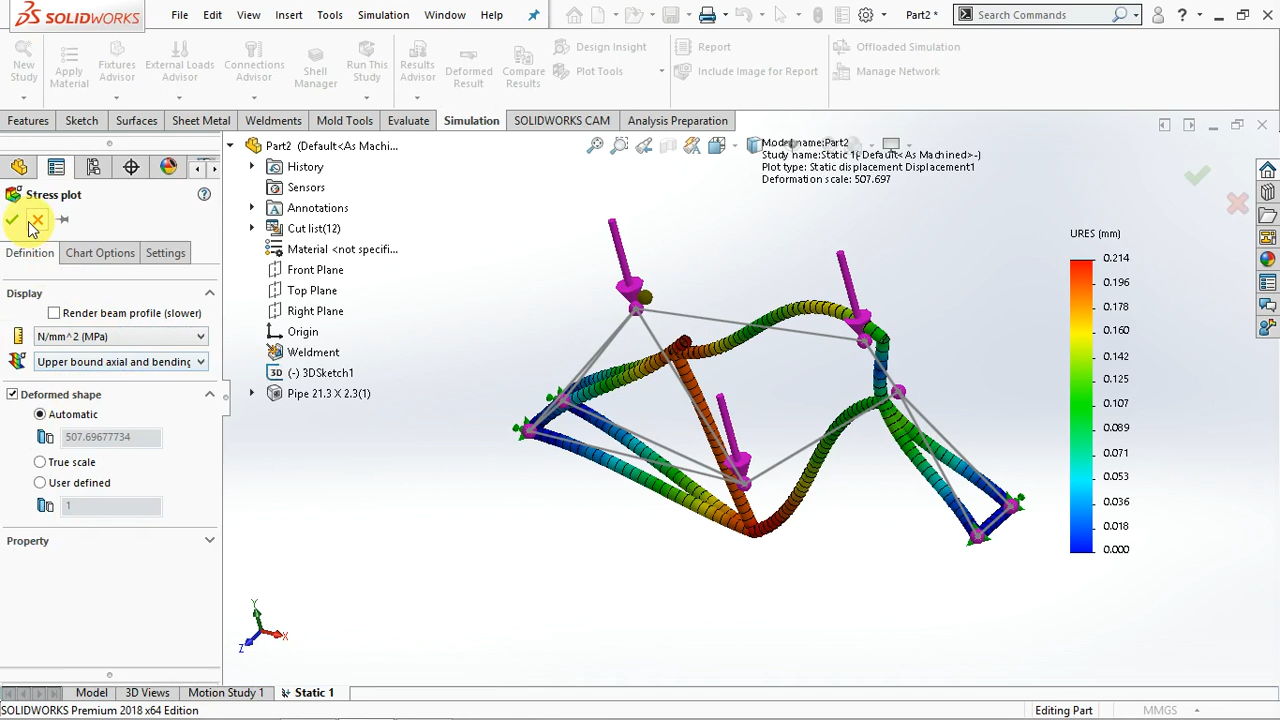 SOLIDWORKS
File Edit View Insert Tools Simulation Window Help
Part2 *
Search Commands
New Study
Apply Material
Fixtures Advisor
External Loads Advisor
Connections Advisor
Shell Manager
Run This Study
Results Advisor
Deformed Result
Compare Results
Design Insight
Plot Tools
Report
Include Image for Report
Offloaded Simulation
Manage Network
Features Sketch Surfaces Sheet Metal Weldments Mold Tools Evaluate Simulation SOLIDWORKS CAM Analysis Preparation
Stress plot
Definition Chart Options Settings
Display
Render beam profile (slower)
N/mm^2 (MPa)
Upper bound axial and bending
Deformed shape
Automatic
507.69677734
True scale
User defined
1
Property
Part2 (Default<As Machi...
History
Sensors
Annotations
Cut list(12)
Material <not specifi...
Front Plane
Top Plane
Right Plane
Origin
Weldment
(-) 3DSketch1
Pipe 21.3 X 2.3(1)
Model name:Part2
Study name:Static 1(-Default<As Machined>-)
Plot type: Static displacement Displacement1
Deformation scale: 507.697
URES (mm)
0.214
0.196
0.178
0.160
0.142
0.124
0.107
0.089
0.071
0.053
0.036
0.018
0.000
Y
X
Z
Model 3D Views Motion Study 1 Static 1
SOLIDWORKS Premium 2018 x64 Edition
Editing Part
MMGS